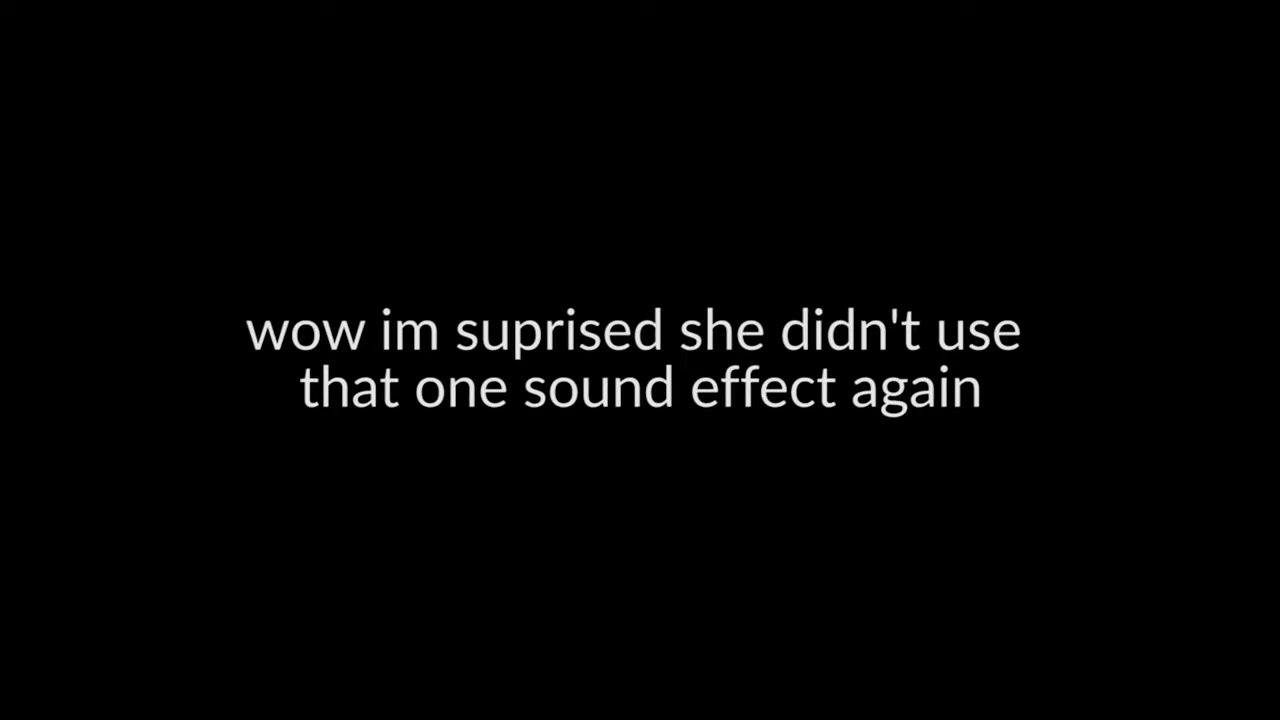 wow im suprised she didn't use
that one sound effect again